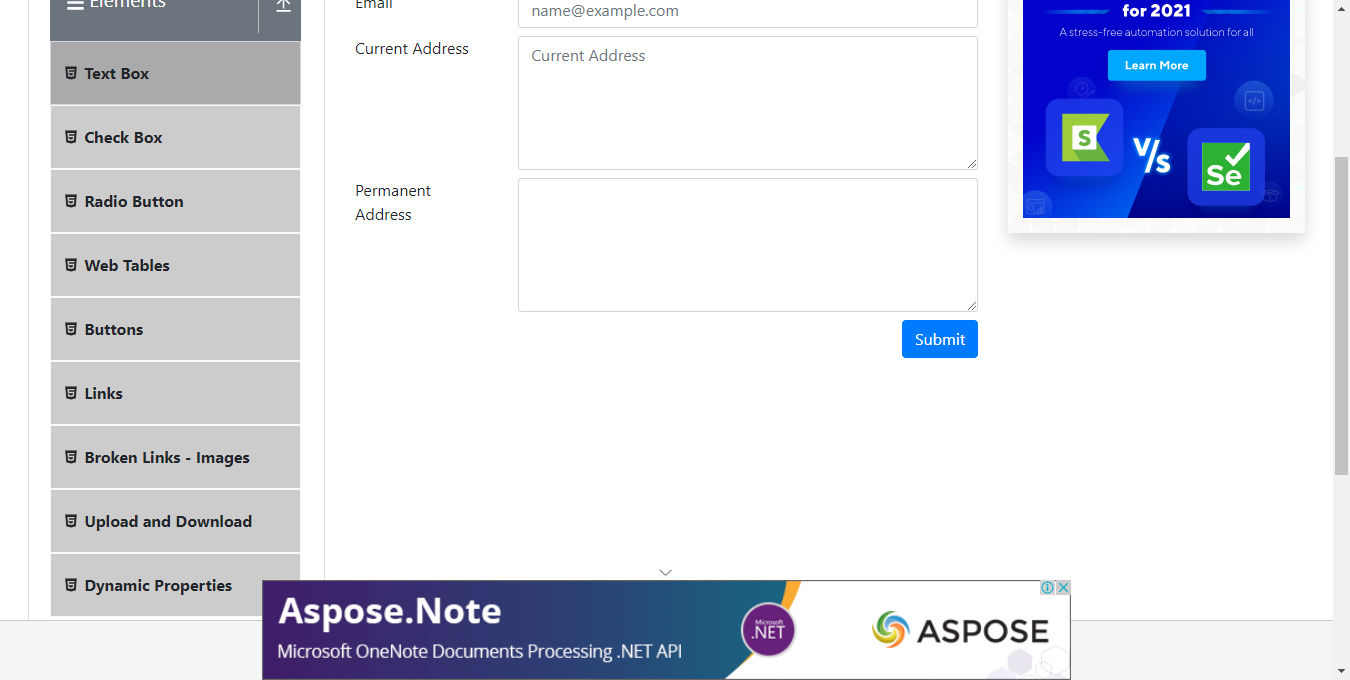 Elements
Text Box
Check Box
Radio Button
Web Tables
Buttons
Links
Broken Links - Images
Upload and Download
Dynamic Properties
Email
name@example.com
Current Address
Current Address
Permanent
Address
Submit
for 2021
A stress-free automation solution for all
Learn More
S
V/s
Se
Aspose.Note
Microsoft OneNote Documents Processing .NET API
Microsoft
.NET
ASPOSE